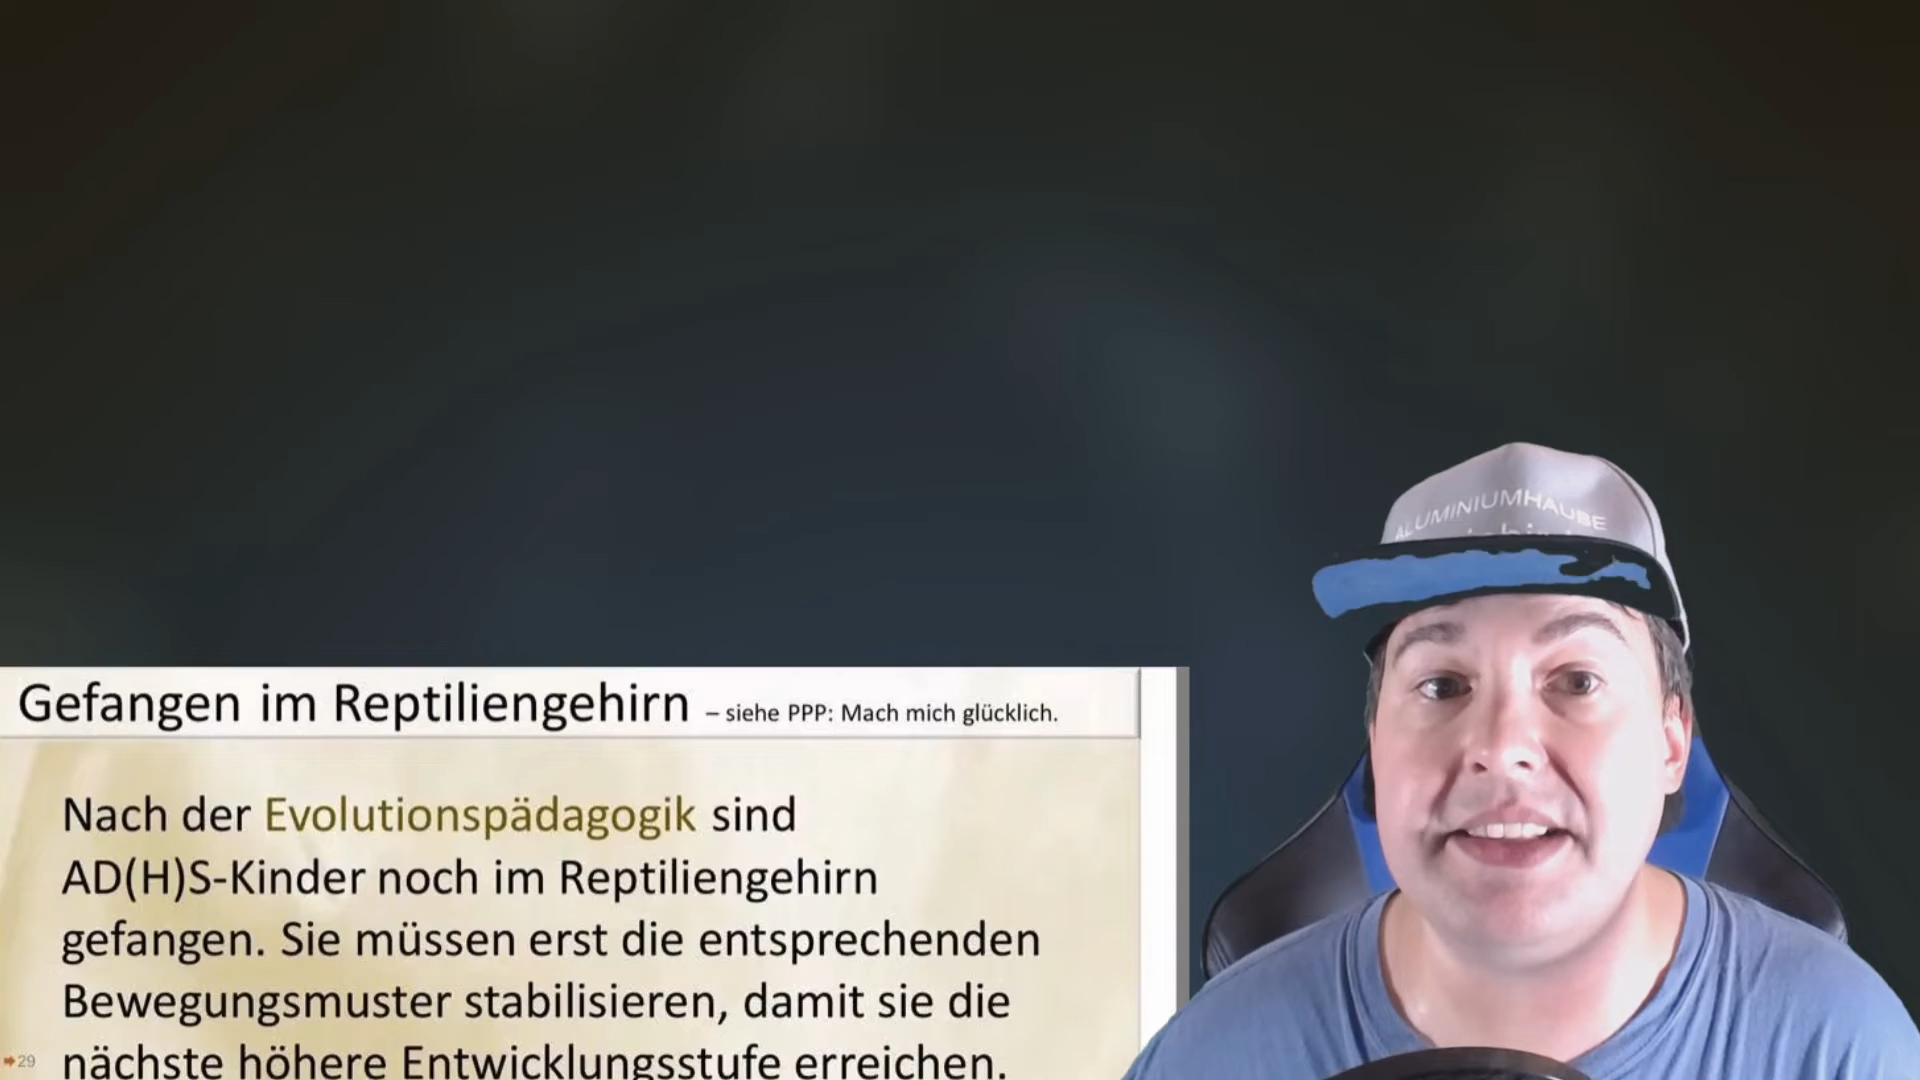 ALUMINIUMHAUBE
Gefangen im Reptiliengehirn – siehe PPP: Mach mich glücklich.
Nach der Evolutionspädagogik sind
AD(H)S-Kinder noch im Reptiliengehirn
gefangen. Sie müssen erst die entsprechenden
Bewegungsmuster stabilisieren, damit sie die
29 nächste höhere Entwicklungsstufe erreichen.